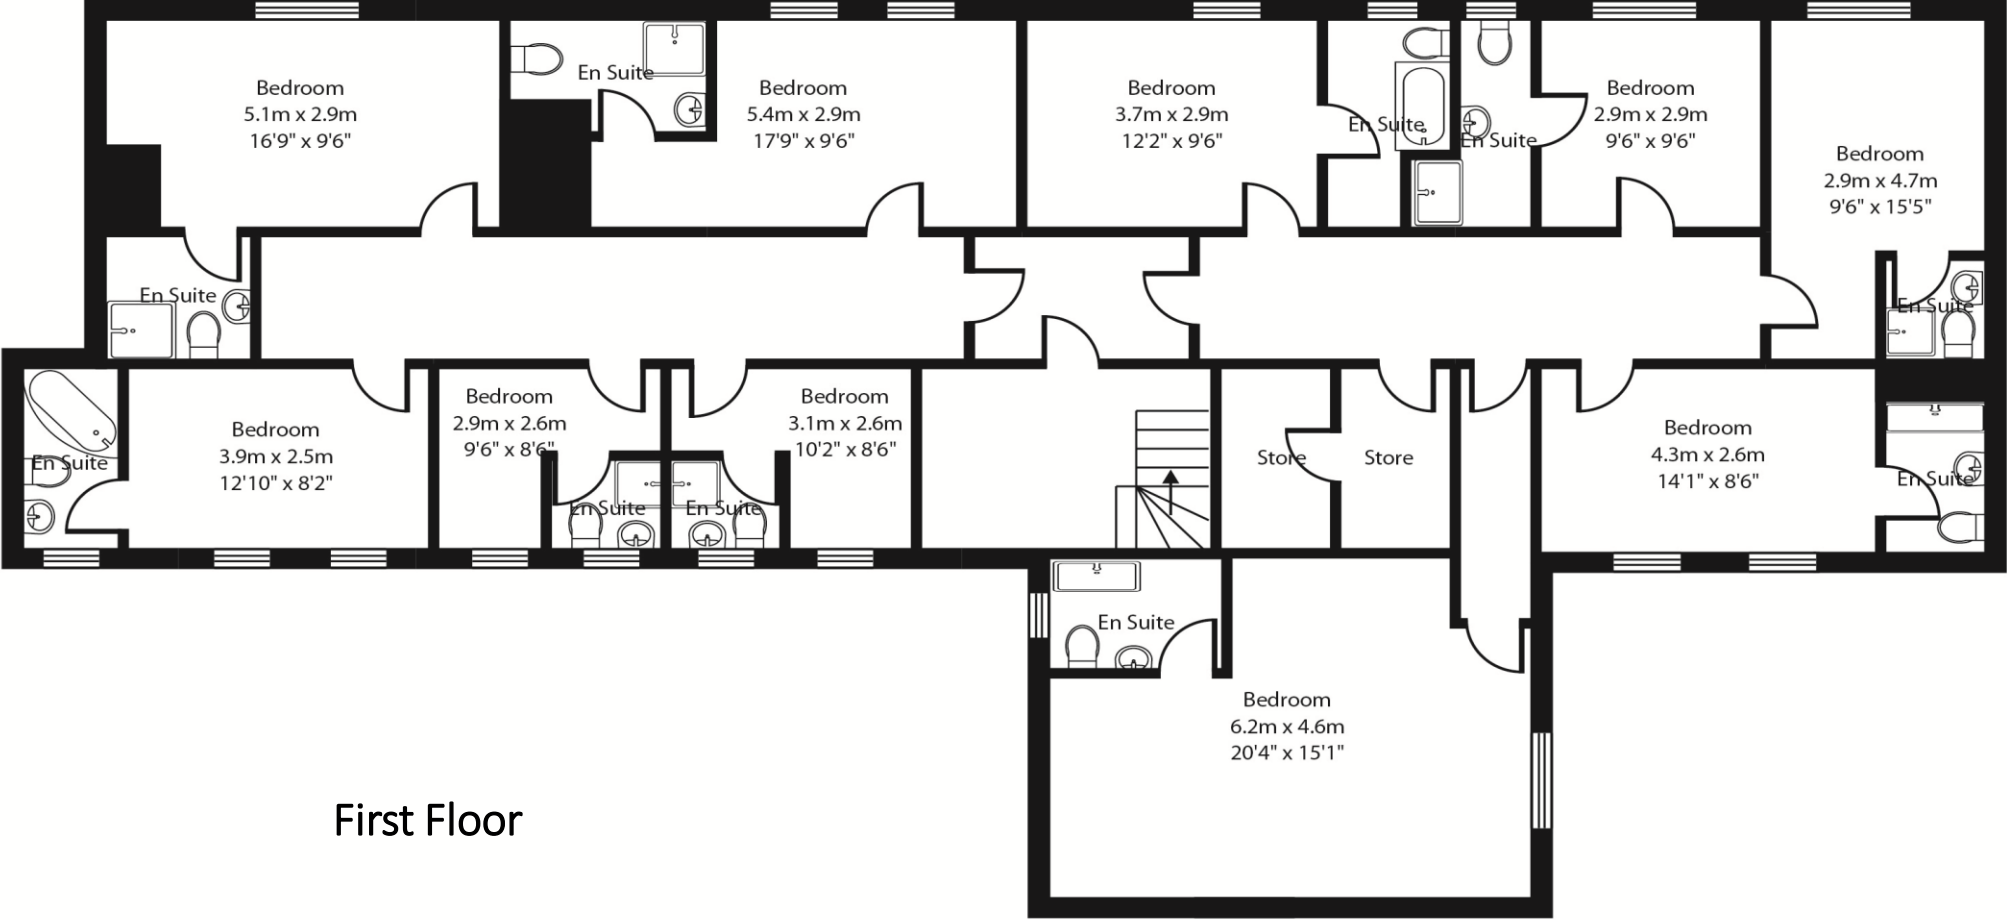 Bedroom
5.1m x 2.9m
16'9" x 9'6"
En Suite
Bedroom
5.4m x 2.9m
17'9" x 9'6"
Bedroom
3.7m x 2.9m
12'2" x 9'6"
En Suite
En Suite
Bedroom
2.9m x 2.9m
9'6" x 9'6"
Bedroom
2.9m x 4.7m
9'6" x 15'5"
En Suite
En Suite
En Suite
Bedroom
3.9m x 2.5m
12'10" x 8'2"
Bedroom
2.9m x 2.6m
9'6" x 8'6"
En Suite
En Suite
Bedroom
3.1m x 2.6m
10'2" x 8'6"
Store
Store
Bedroom
4.3m x 2.6m
14'1" x 8'6"
En Suite
En Suite
Bedroom
6.2m x 4.6m
20'4" x 15'1"
First Floor